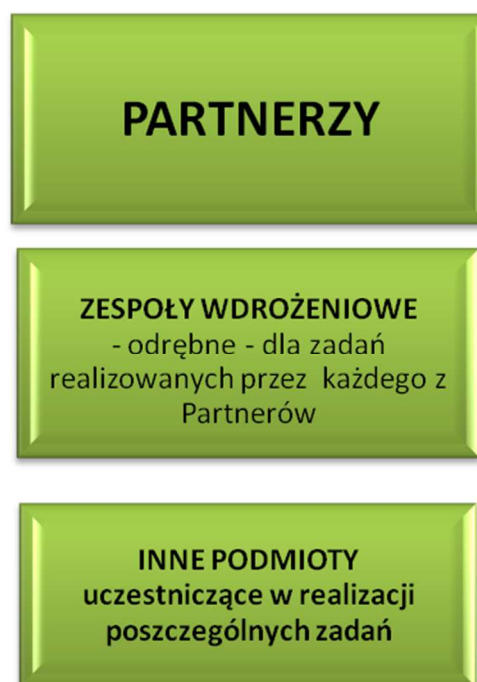 PARTNERZY
ZESPOŁY WDROŻENIOWE
- odrębne - dla zadań
realizowanych przez każdego z
Partnerów
INNE PODMIOTY
uczestniczące w realizacji
poszczególnych zadań